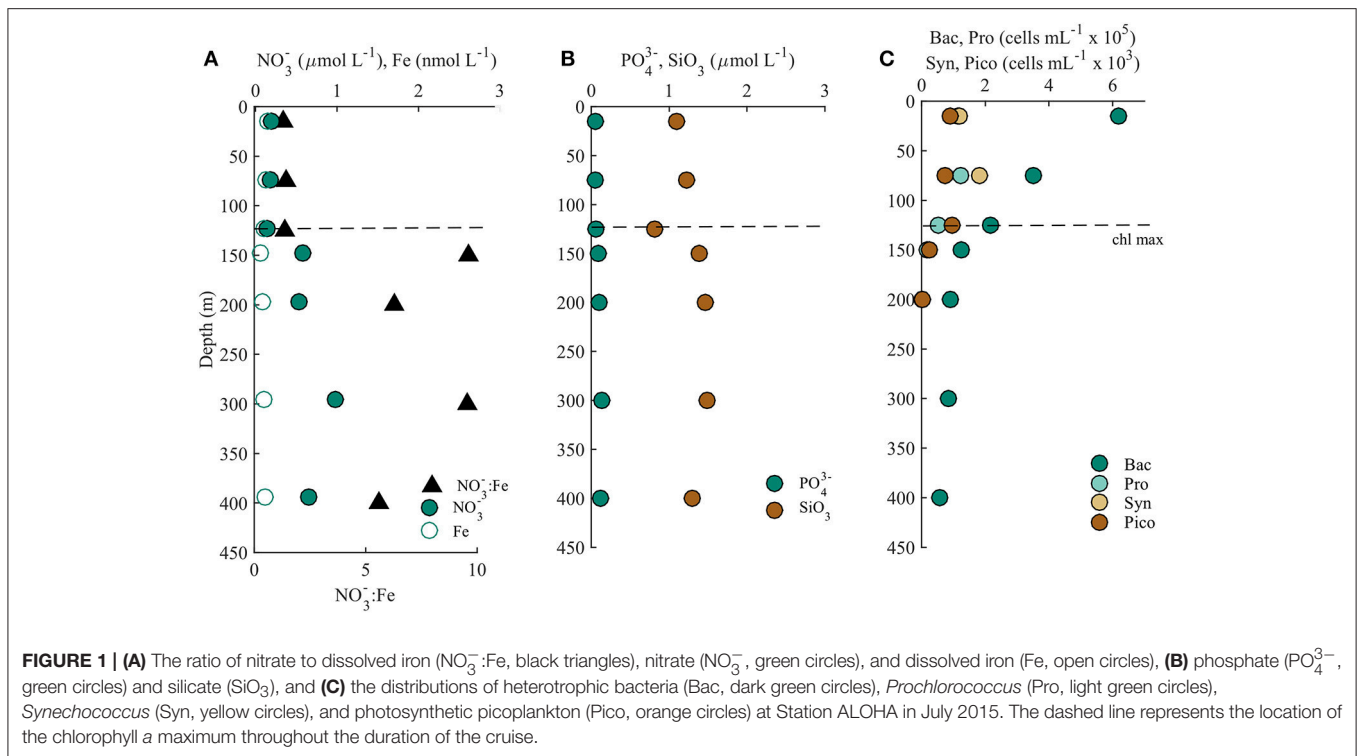 A
NO₃⁻ (μmol L⁻¹), Fe (nmol L⁻¹)
0 1 2 3
0
50
100
150
200
250
300
350
400
450
Depth (m)
NO₃⁻:Fe
NO₃⁻
Fe
0 5 10
NO₃⁻:Fe
B
PO₄³⁻, SiO₃ (μmol L⁻¹)
0 1 2 3
0
50
100
150
200
250
300
350
400
450
PO₄³⁻
SiO₃
C
Bac, Pro (cells mL⁻¹ x 10⁵)
Syn, Pico (cells mL⁻¹ x 10³)
0 2 4 6
0
50
100
150
200
250
300
350
400
450
chl max
Bac
Pro
Syn
Pico
FIGURE 1 | (A) The ratio of nitrate to dissolved iron (NO₃⁻:Fe, black triangles), nitrate (NO₃⁻, green circles), and dissolved iron (Fe, open circles), (B) phosphate (PO₄³⁻,
green circles) and silicate (SiO₃), and (C) the distributions of heterotrophic bacteria (Bac, dark green circles), Prochlorococcus (Pro, light green circles),
Synechococcus (Syn, yellow circles), and photosynthetic picoplankton (Pico, orange circles) at Station ALOHA in July 2015. The dashed line represents the location of
the chlorophyll a maximum throughout the duration of the cruise.